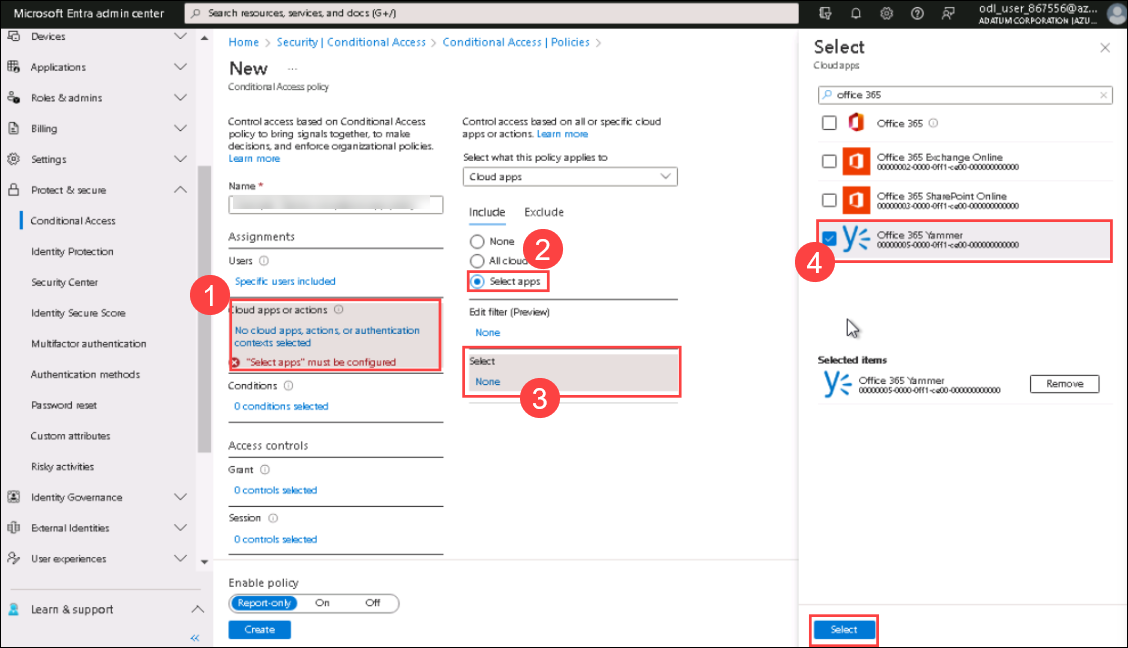 Microsoft Entra admin center
Search resources, services, and docs (G+/)
odl_user_867556@az...
ADATUM CORPORATION (AZU...
Devices
Applications
Roles & admins
Billing
Settings
Protect & secure
Conditional Access
Identity Protection
Security Center
Identity Secure Score
Multifactor authentication
Authentication methods
Password reset
Custom attributes
Risky activities
Identity Governance
External Identities
User experiences
Learn & support
«
Home > Security | Conditional Access > Conditional Access | Policies >
New ...
Conditional Access policy
Control access based on Conditional Access
policy to bring signals together, to make
decisions, and enforce organizational policies.
Learn more
Name *
Assignments
Users
Specific users included
1
Cloud apps or actions
No cloud apps, actions, or authentication
contexts selected
"Select apps" must be configured
Conditions
0 conditions selected
Access controls
Grant
0 controls selected
Session
0 controls selected
Enable policy
Report-only On Off
Create
Control access based on all or specific cloud
apps or actions. Learn more
Select what this policy applies to
Cloud apps
Include Exclude
None
All cloud
2
Select apps
Edit filter (Preview)
None
Select
None
3
Select
Cloud apps
office 365
Office 365
Office 365 Exchange Online
00000002-0000-0ff1-ce00-000000000000
Office 365 SharePoint Online
00000003-0000-0ff1-ce00-000000000000
Office 365 Yammer
00000005-0000-0ff1-ce00-000000000000
4
Selected items
Office 365 Yammer
00000005-0000-0ff1-ce00-000000000000
Remove
Select